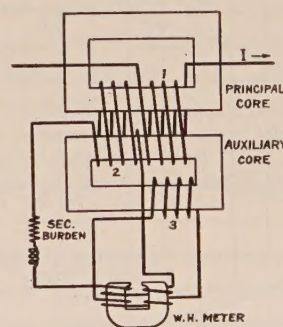 1
I →
PRINCIPAL
CORE
AUXILIARY
CORE
2
SEC.
BURDEN
3
W.H. METER